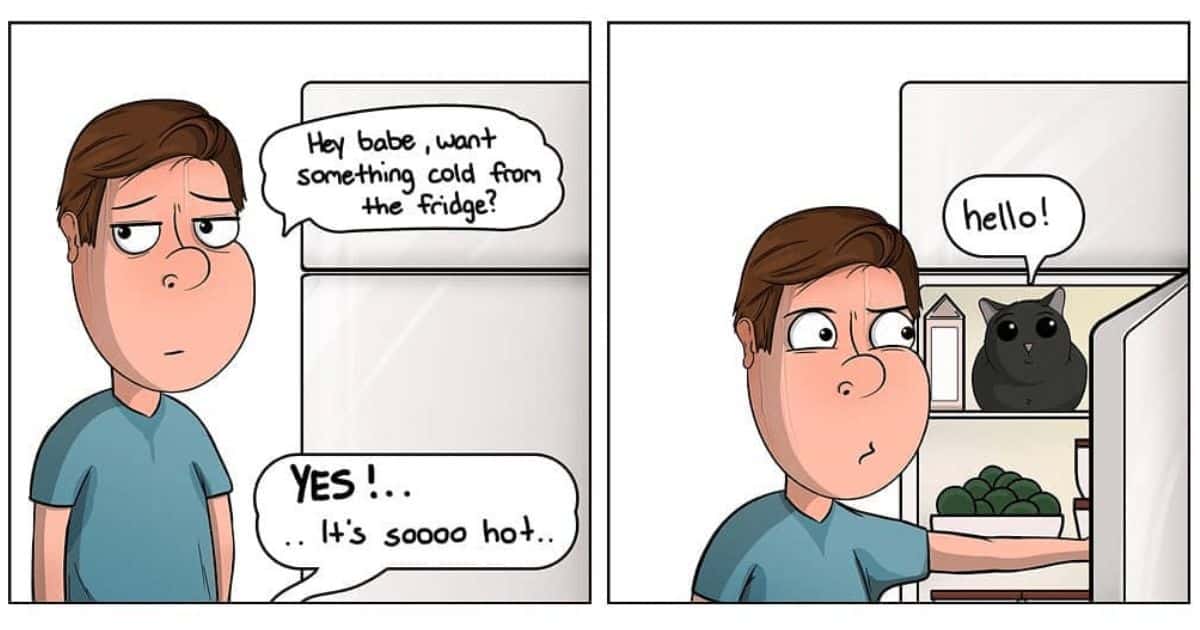 Hey babe, want
something cold from
the fridge?
YES!..
.. It's soooo hot..
hello!